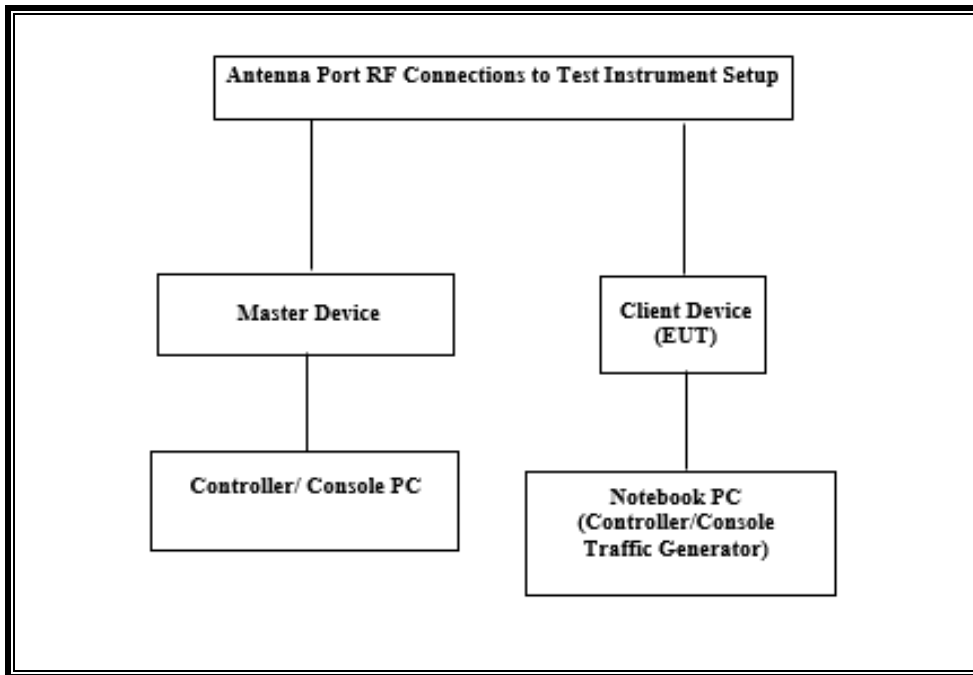 Antenna Port RF Connections to Test Instrument Setup
Master Device
Client Device
(EUT)
Controller/ Console PC
Notebook PC
(Controller/Console
Traffic Generator)